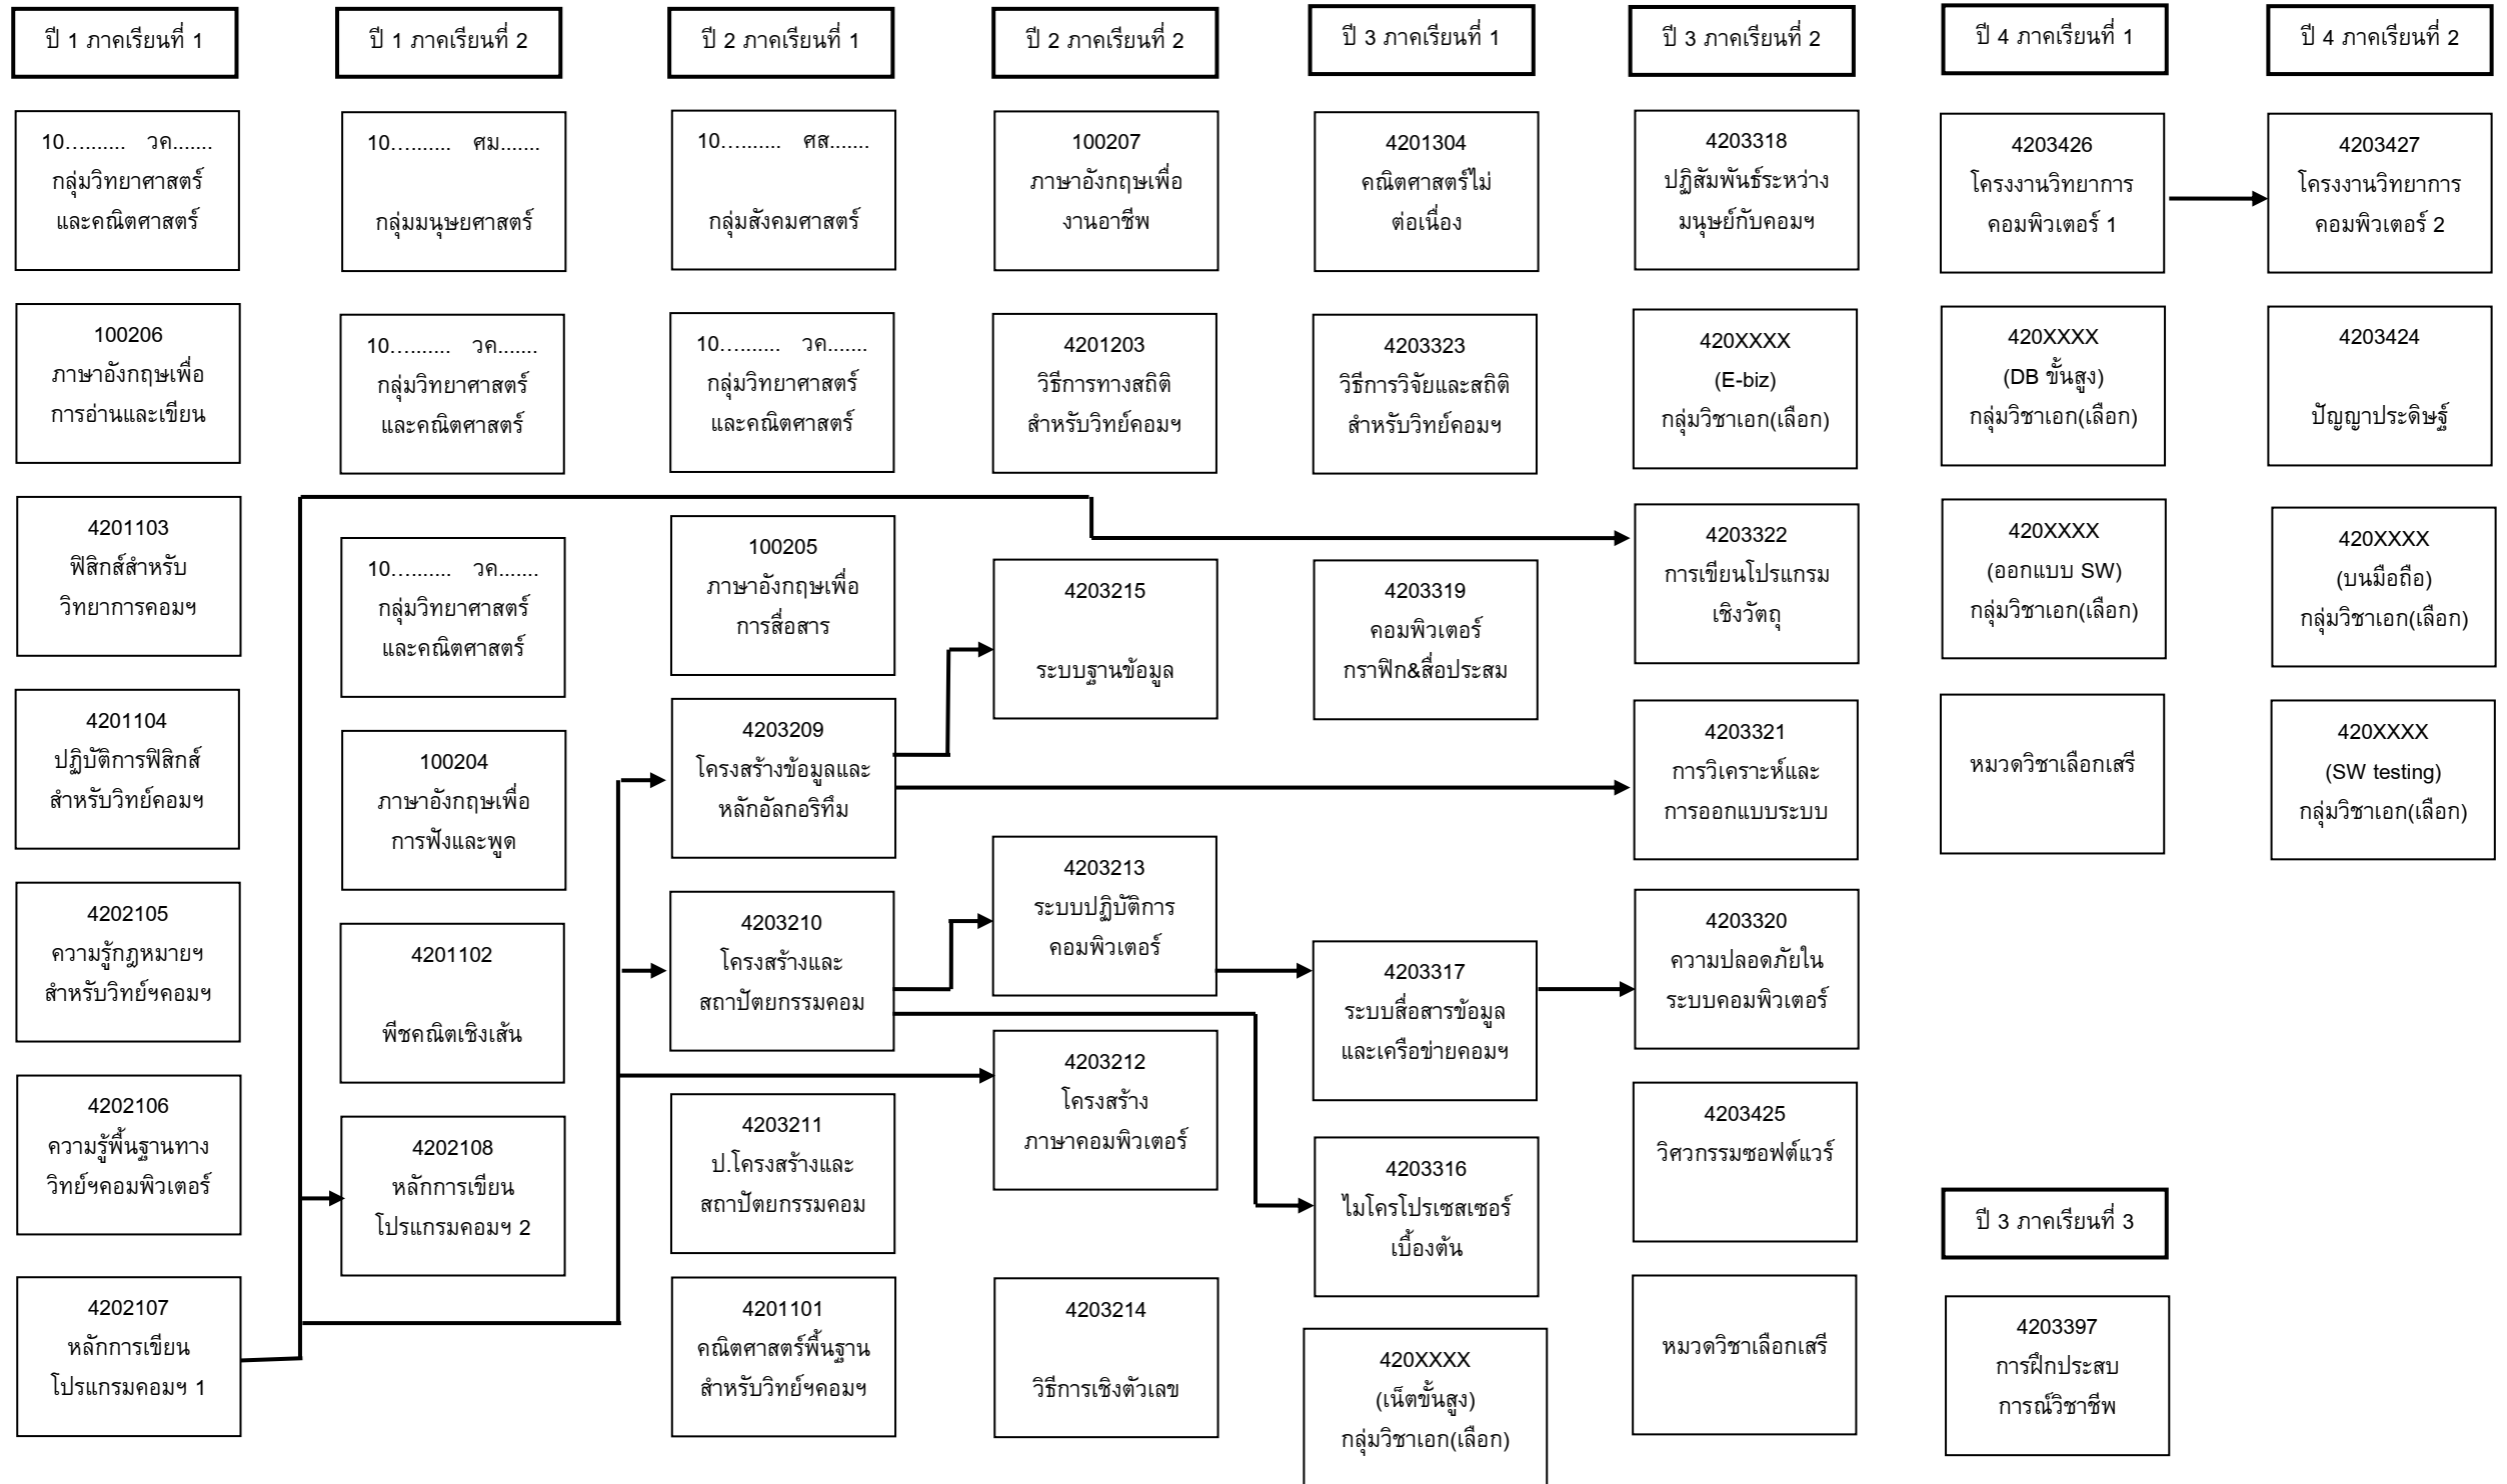 ปี 1 ภาคเรียนที่ 1
10…........ วค.......
กลุ่มวิทยาศาสตร์
และคณิตศาสตร์
100206
ภาษาอังกฤษเพื่อ
การอ่านและเขียน
4201103
ฟิสิกส์สำหรับ
วิทยาการคอมฯ
4201104
ปฏิบัติการฟิสิกส์
สำหรับวิทย์คอมฯ
4202105
ความรู้กฎหมายฯ
สำหรับวิทย์ฯคอมฯ
4202106
ความรู้พื้นฐานทาง
วิทย์ฯคอมพิวเตอร์
4202107
หลักการเขียน
โปรแกรมคอมฯ 1
ปี 1 ภาคเรียนที่ 2
10…....... ศม.......
กลุ่มมนุษยศาสตร์
10…....... วค.......
กลุ่มวิทยาศาสตร์
และคณิตศาสตร์
10…....... วค.......
กลุ่มวิทยาศาสตร์
และคณิตศาสตร์
100204
ภาษาอังกฤษเพื่อ
การฟังและพูด
4201102
พีชคณิตเชิงเส้น
4202108
หลักการเขียน
โปรแกรมคอมฯ 2
ปี 2 ภาคเรียนที่ 1
10…....... ศส.......
กลุ่มสังคมศาสตร์
10…....... วค.......
กลุ่มวิทยาศาสตร์
และคณิตศาสตร์
100205
ภาษาอังกฤษเพื่อ
การสื่อสาร
4203209
โครงสร้างข้อมูลและ
หลักอัลกอริทึม
4203210
โครงสร้างและ
สถาปัตยกรรมคอม
4203211
ป.โครงสร้างและ
สถาปัตยกรรมคอม
4201101
คณิตศาสตร์พื้นฐาน
สำหรับวิทย์ฯคอมฯ
ปี 2 ภาคเรียนที่ 2
100207
ภาษาอังกฤษเพื่อ
งานอาชีพ
4201203
วิธีการทางสถิติ
สำหรับวิทย์คอมฯ
4203215
ระบบฐานข้อมูล
4203213
ระบบปฏิบัติการ
คอมพิวเตอร์
4203212
โครงสร้าง
ภาษาคอมพิวเตอร์
4203214
วิธีการเชิงตัวเลข
ปี 3 ภาคเรียนที่ 1
4201304
คณิตศาสตร์ไม่
ต่อเนื่อง
4203323
วิธีการวิจัยและสถิติ
สำหรับวิทย์คอมฯ
4203319
คอมพิวเตอร์
กราฟิก&สื่อประสม
4203317
ระบบสื่อสารข้อมูล
และเครือข่ายคอมฯ
4203316
ไมโครโปรเซสเซอร์
เบื้องต้น
420XXXX
(เน็ตขั้นสูง)
กลุ่มวิชาเอก(เลือก)
ปี 3 ภาคเรียนที่ 2
4203318
ปฏิสัมพันธ์ระหว่าง
มนุษย์กับคอมฯ
420XXXX
(E-biz)
กลุ่มวิชาเอก(เลือก)
4203322
การเขียนโปรแกรม
เชิงวัตถุ
4203321
การวิเคราะห์และ
การออกแบบระบบ
4203320
ความปลอดภัยใน
ระบบคอมพิวเตอร์
4203425
วิศวกรรมซอฟต์แวร์
หมวดวิชาเลือกเสรี
ปี 4 ภาคเรียนที่ 1
4203426
โครงงานวิทยาการ
คอมพิวเตอร์ 1
420XXXX
(DB ขั้นสูง)
กลุ่มวิชาเอก(เลือก)
420XXXX
(ออกแบบ SW)
กลุ่มวิชาเอก(เลือก)
หมวดวิชาเลือกเสรี
ปี 3 ภาคเรียนที่ 3
4203397
การฝึกประสบ
การณ์วิชาชีพ
ปี 4 ภาคเรียนที่ 2
4203427
โครงงานวิทยาการ
คอมพิวเตอร์ 2
4203424
ปัญญาประดิษฐ์
420XXXX
(บนมือถือ)
กลุ่มวิชาเอก(เลือก)
420XXXX
(SW testing)
กลุ่มวิชาเอก(เลือก)